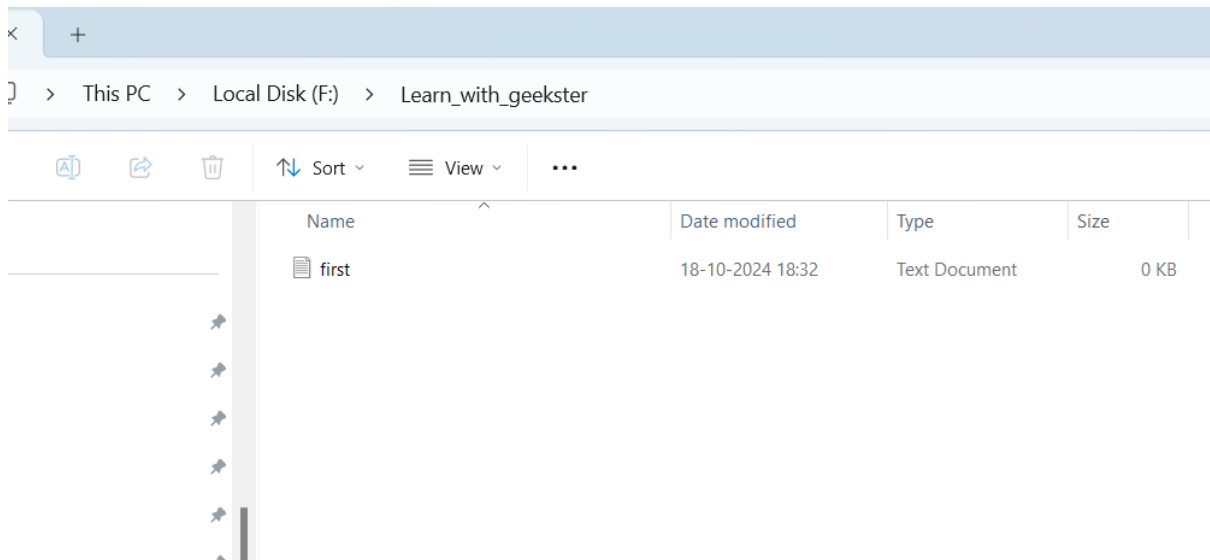 This PC > Local Disk (F:) > Learn_with_geekster
Sort View
Name Date modified Type Size
first 18-10-2024 18:32 Text Document 0 KB